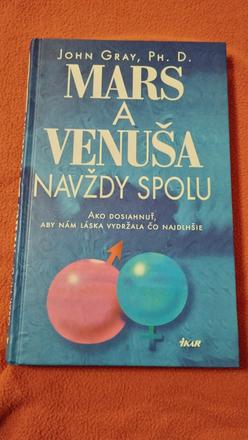 JOHN GRAY, PH. D.
MARS
A
VENUŠA
NAVŽDY SPOLU
AKO DOSIAHNUŤ,
ABY NÁM LÁSKA VYDRŽALA ČO NAJDLHŠIE
IKAR